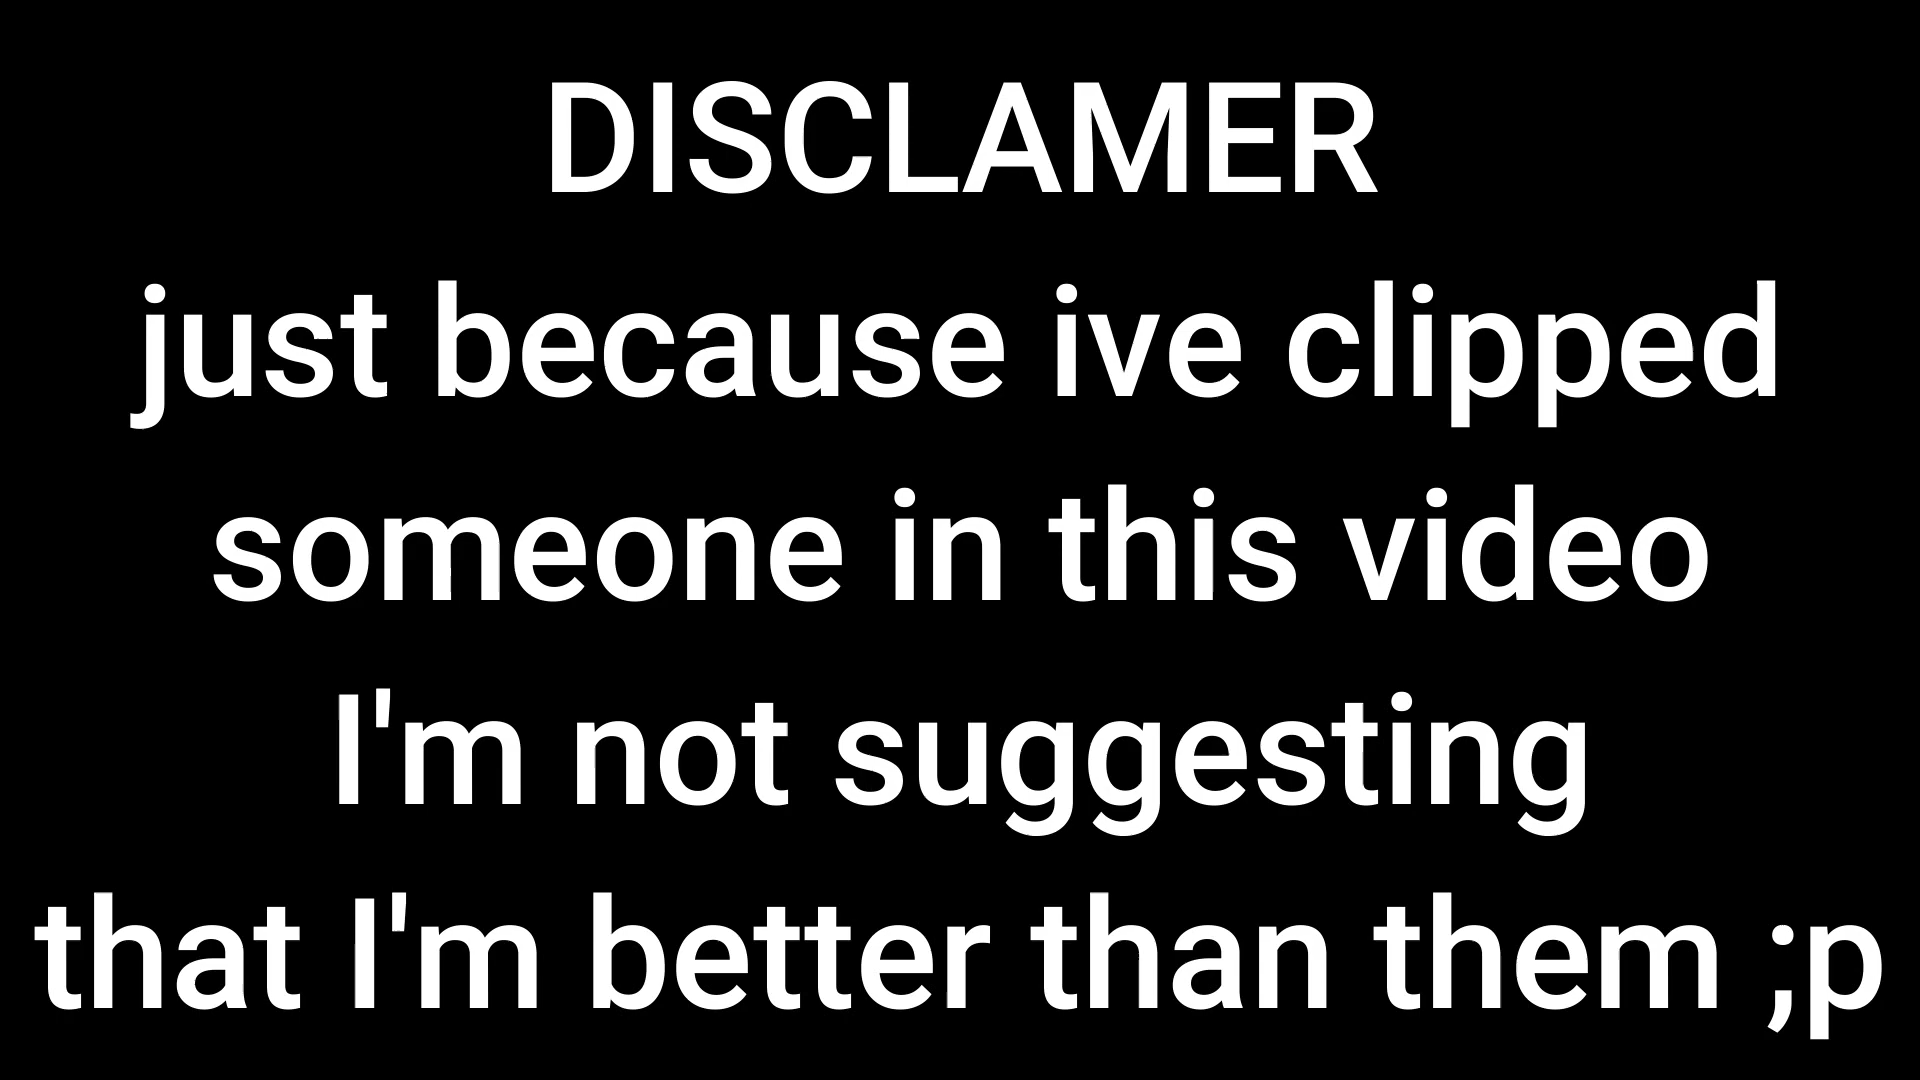 DISCLAMER
just because ive clipped
someone in this video
I'm not suggesting
that I'm better than them ;p